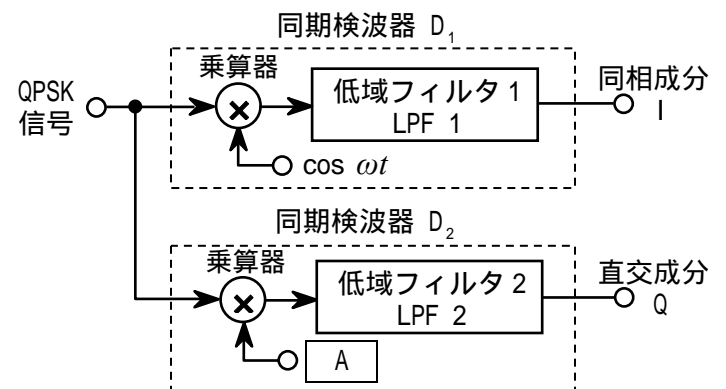 同期検波器 D₁
乗算器
QPSK
信号
×
低域フィルタ 1
LPF 1
同相成分
I
cos ωt
同期検波器 D₂
乗算器
×
低域フィルタ 2
LPF 2
直交成分
Q
A